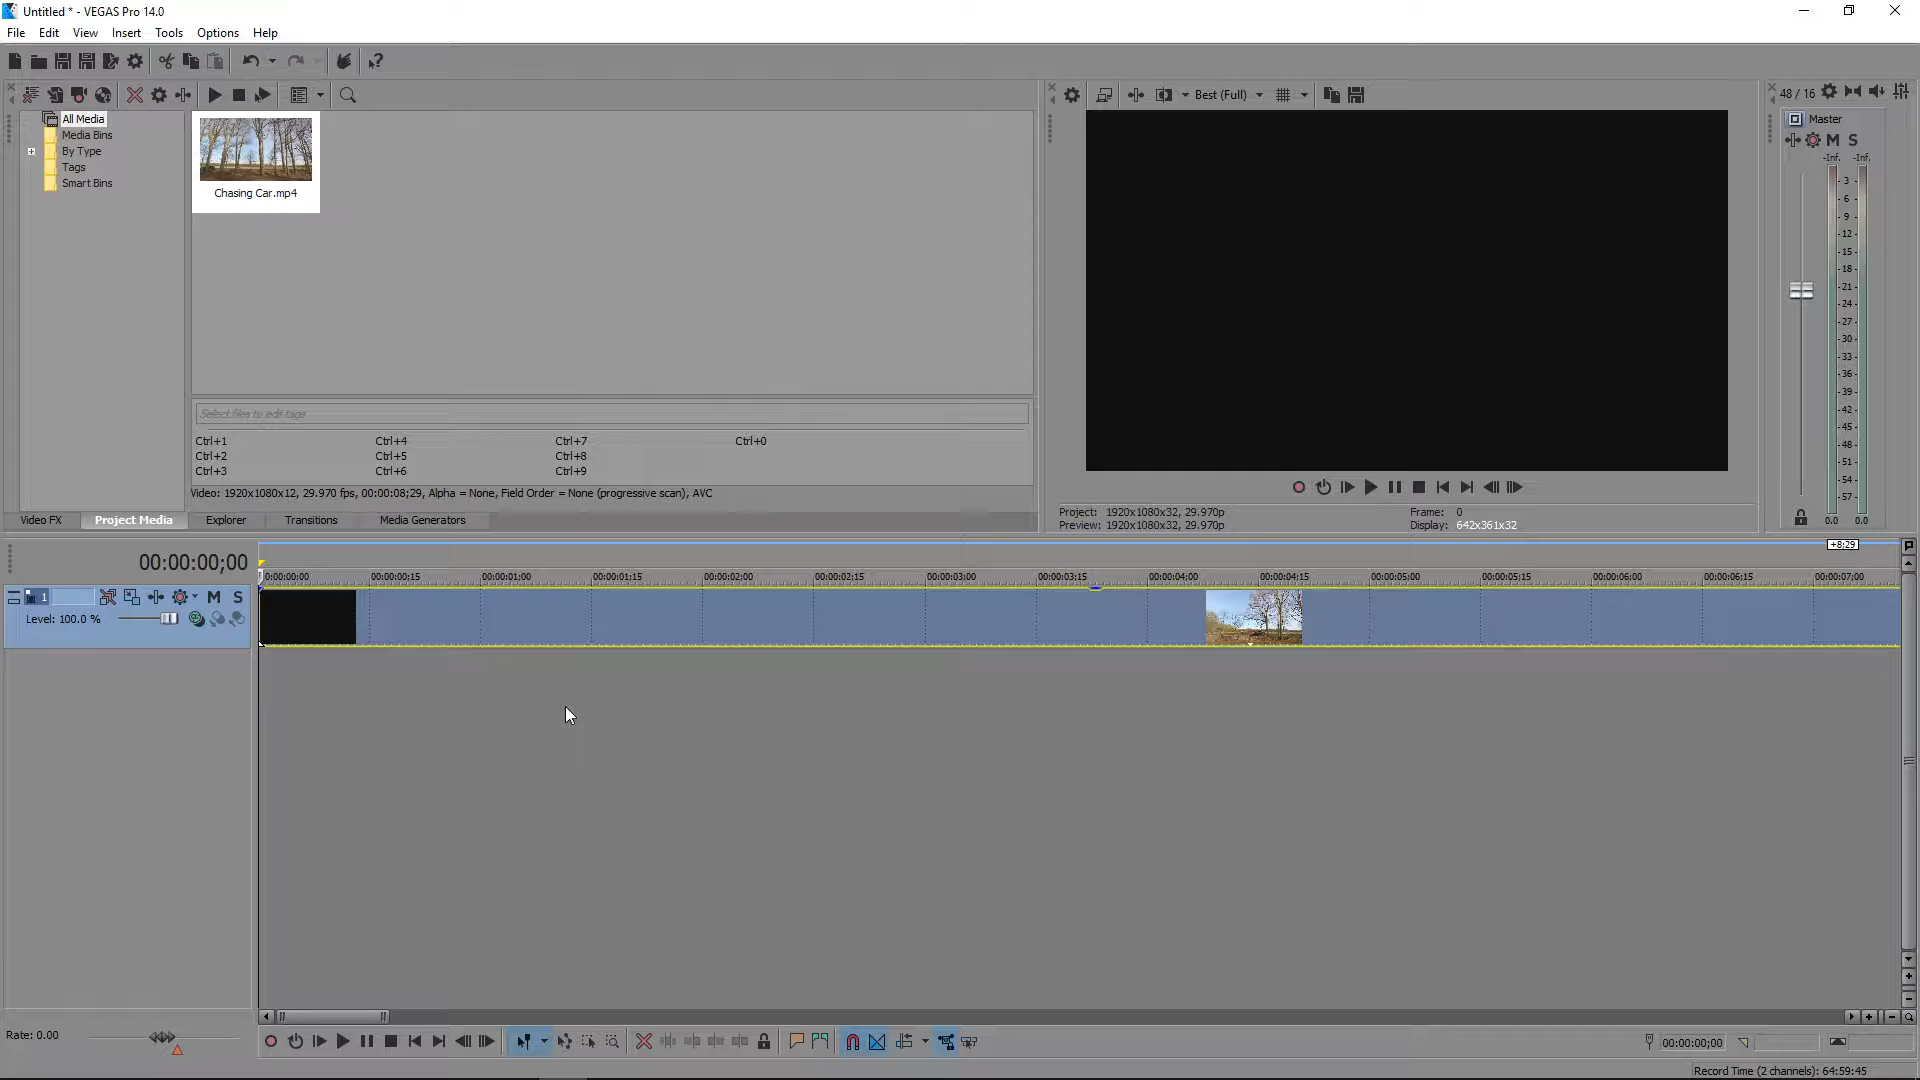 Untitled * - VEGAS Pro 14.0
File Edit View Insert Tools Options Help
Best (Full)
48 / 16
All Media
Media Bins
By Type
Tags
Smart Bins
Chasing Car.mp4
Master
M S
-Inf. -Inf.
3
6
9
12
15
18
21
24
27
30
33
36
39
42
45
48
51
54
57
0.0 0.0
Select files to edit tags
Ctrl+1 Ctrl+4 Ctrl+7 Ctrl+0
Ctrl+2 Ctrl+5 Ctrl+8
Ctrl+3 Ctrl+6 Ctrl+9
Video: 1920x1080x12, 29.970 fps, 00:00:08;29, Alpha = None, Field Order = None (progressive scan), AVC
Video FX Project Media Explorer Transitions Media Generators
Project: 1920x1080x32, 29.970p Frame: 0
Preview: 1920x1080x32, 29.970p Display: 642x361x32
+8;29
00:00:00;00
0:00:00;00 00:00:00;15 00:00:01;00 00:00:01;15 00:00:02;00 00:00:02;15 00:00:03;00 00:00:03;15 00:00:04;00 00:00:04;15 00:00:05;00 00:00:05;15 00:00:06;00 00:00:06;15 00:00:07;00
1 M S
Level: 100.0 %
Rate: 0.00
00:00:00;00
Record Time (2 channels): 64:59:45